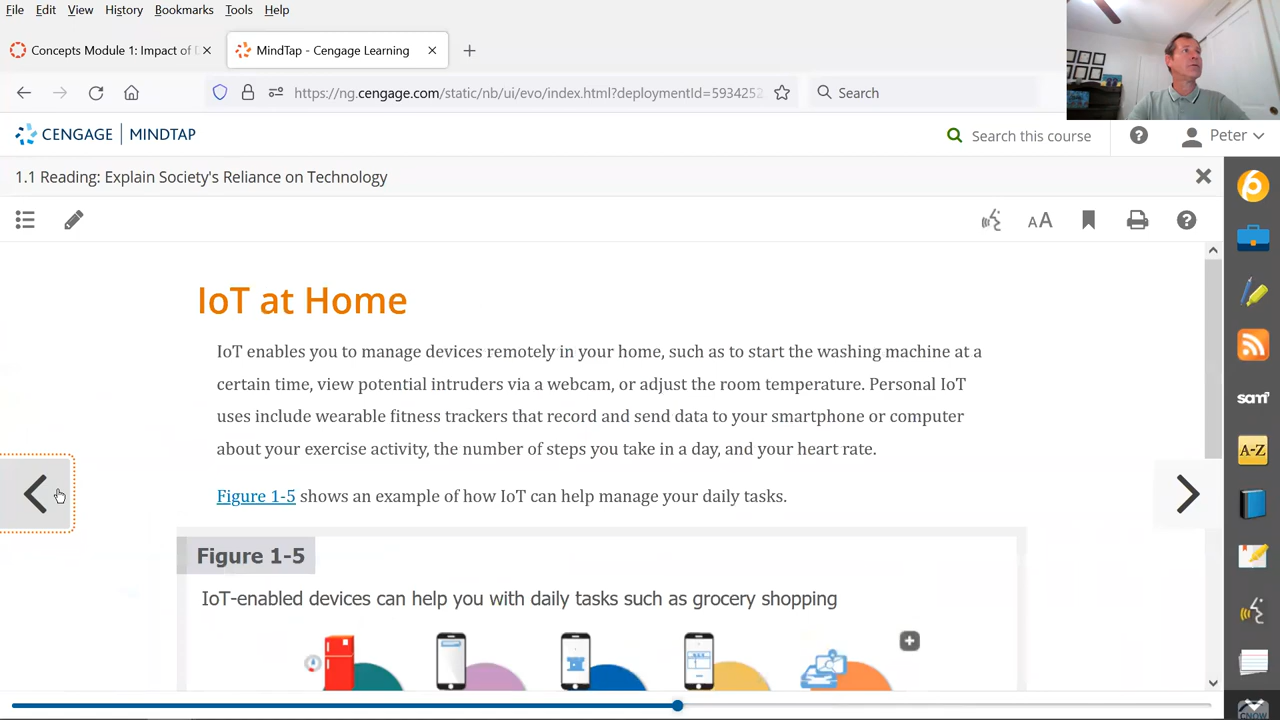 File Edit View History Bookmarks Tools Help
Concepts Module 1: Impact of
MindTap - Cengage Learning
https://ng.cengage.com/static/nb/ui/evo/index.html?deploymentId=5934252
Search
CENGAGE | MINDTAP
Search this course
Peter
1.1 Reading: Explain Society's Reliance on Technology
AA
IoT at Home
IoT enables you to manage devices remotely in your home, such as to start the washing machine at a
certain time, view potential intruders via a webcam, or adjust the room temperature. Personal IoT
uses include wearable fitness trackers that record and send data to your smartphone or computer
about your exercise activity, the number of steps you take in a day, and your heart rate.
Figure 1-5 shows an example of how IoT can help manage your daily tasks.
Figure 1-5
IoT-enabled devices can help you with daily tasks such as grocery shopping
sam
A-Z
CNOW